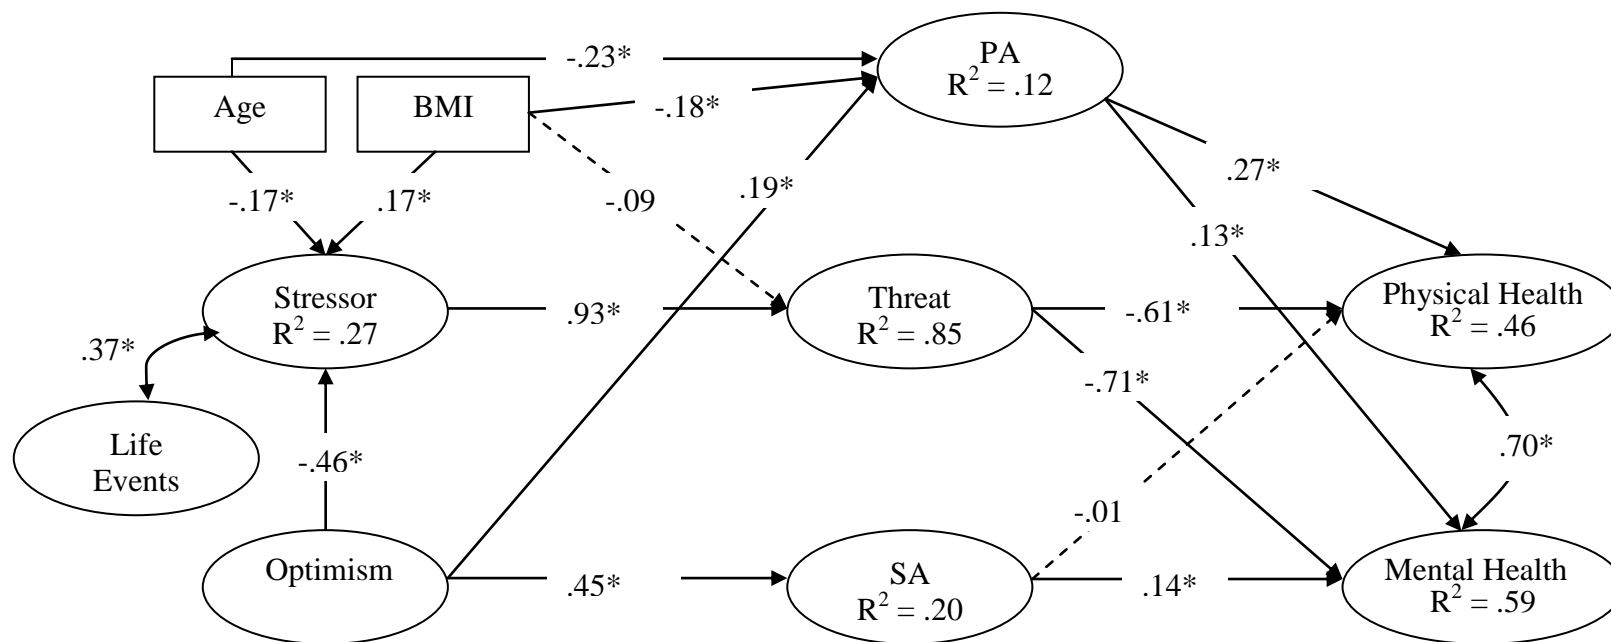 PA
R² = .12
-.23*
Age
BMI
-.18*
-.17*
.17*
-.09
.19*
.27*
.13*
Stressor
R² = .27
.93*
Threat
R² = .85
-.61*
Physical Health
R² = .46
.37*
-.71*
Life
Events
-.46*
.70*
-.01
Optimism
.45*
SA
R² = .20
.14*
Mental Health
R² = .59